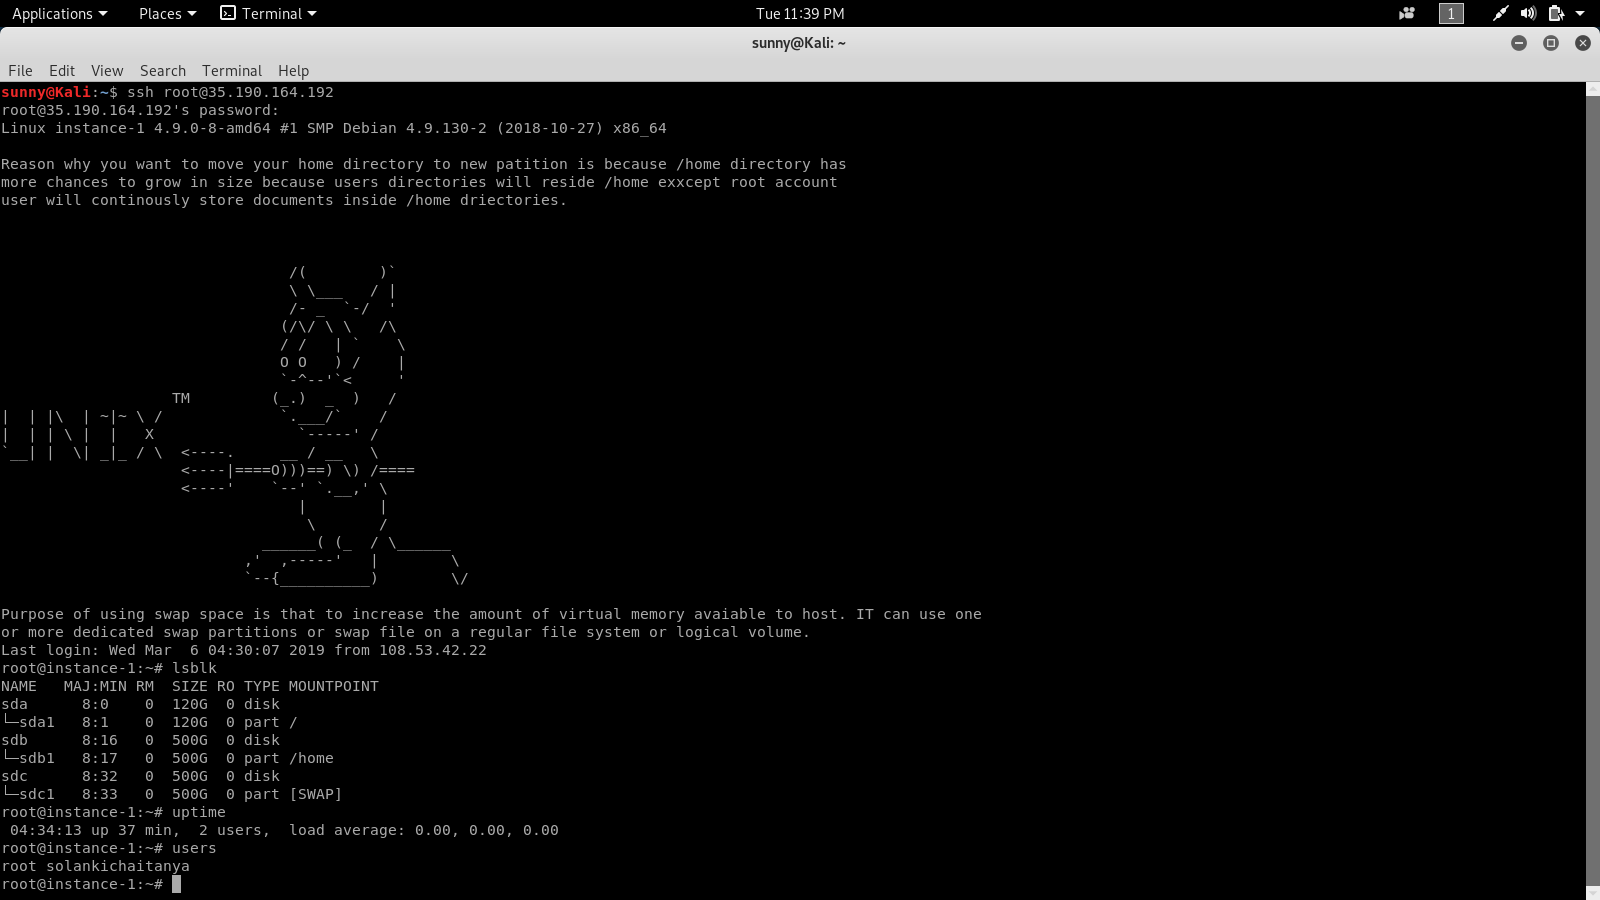 Applications Places Terminal Tue 11:39 PM 1
sunny@Kali: ~
File Edit View Search Terminal Help
sunny@Kali:~$ ssh root@35.190.164.192
root@35.190.164.192's password:
Linux instance-1 4.9.0-8-amd64 #1 SMP Debian 4.9.130-2 (2018-10-27) x86_64
Reason why you want to move your home directory to new patition is because /home directory has
more chances to grow in size because users directories will reside /home exxcept root account
user will continously store documents inside /home driectories.
                                /(        )`
                                \ \___   / |
                                /- _  `-/  '
                               (/\/ \ \   /\
                               / /   | `    \
                               O O   ) /    |
                               `-^--'`<     '
                   TM         (_.)  _  )   /
|  | |\  | ~|~ \ /             `.___/`    /
|  | | \ |  |   X                `-----' /
`__| |  \| _|_ / \  <----.     __ / __   \
                    <----|====O)))==) \) /====
                    <----'    `--' `.__,' \
                                 |        |
                                  \       /
                             ______( (_  / \______
                           ,'  ,-----'   |        \
                           `--{__________)        \/
Purpose of using swap space is that to increase the amount of virtual memory avaiable to host. IT can use one
or more dedicated swap partitions or swap file on a regular file system or logical volume.
Last login: Wed Mar  6 04:30:07 2019 from 108.53.42.22
root@instance-1:~# lsblk
NAME   MAJ:MIN RM  SIZE RO TYPE MOUNTPOINT
sda      8:0    0  120G  0 disk
└─sda1   8:1    0  120G  0 part /
sdb      8:16   0  500G  0 disk
└─sdb1   8:17   0  500G  0 part /home
sdc      8:32   0  500G  0 disk
└─sdc1   8:33   0  500G  0 part [SWAP]
root@instance-1:~# uptime
 04:34:13 up 37 min,  2 users,  load average: 0.00, 0.00, 0.00
root@instance-1:~# users
root solankichaitanya
root@instance-1:~#